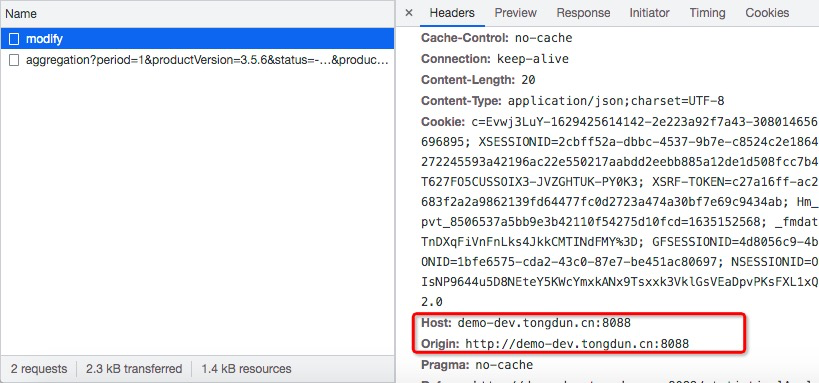 Name
modify
aggregation?period=1&productVersion=3.5.6&status=-...&produc...
2 requests
2.3 kB transferred
1.4 kB resources
× Headers Preview Response Initiator Timing Cookies
Cache-Control: no-cache
Connection: keep-alive
Content-Length: 20
Content-Type: application/json;charset=UTF-8
Cookie: c=Evwj3LuY-1629425614142-2e223a92f7a43-308014656
696895; XSESSIONID=2cbff52a-dbbc-4537-9b7e-c8524c2e1864
272245593a42196ac22e550217aabdd2eebb885a12de1d508fcc7b4
T627FO5CUSSOIX3-JVZGHTUK-PY0K3; XSRF-TOKEN=c27a16ff-ac2
683f2a2a9862139fd64477fc0d2723a474a30bf7e69c9434ab; Hm_
pvt_8506537a5bb9e3b42110f54275d10fcd=1635152568; _fmdat
TnDXqFiVnFnLks4JkkCMTINdFMY%3D; GFSESSIONID=4d8056c9-4b
ONID=1bfe6575-cda2-43c0-87e7-be451ac80697; NSESSIONID=O
IsNP9644u5D8NEteY5KWcYmxkANx9Tsxxk3VklGsVEaDpvPKsFXL1xQ
2.0
Host: demo-dev.tongdun.cn:8088
Origin: http://demo-dev.tongdun.cn:8088
Pragma: no-cache